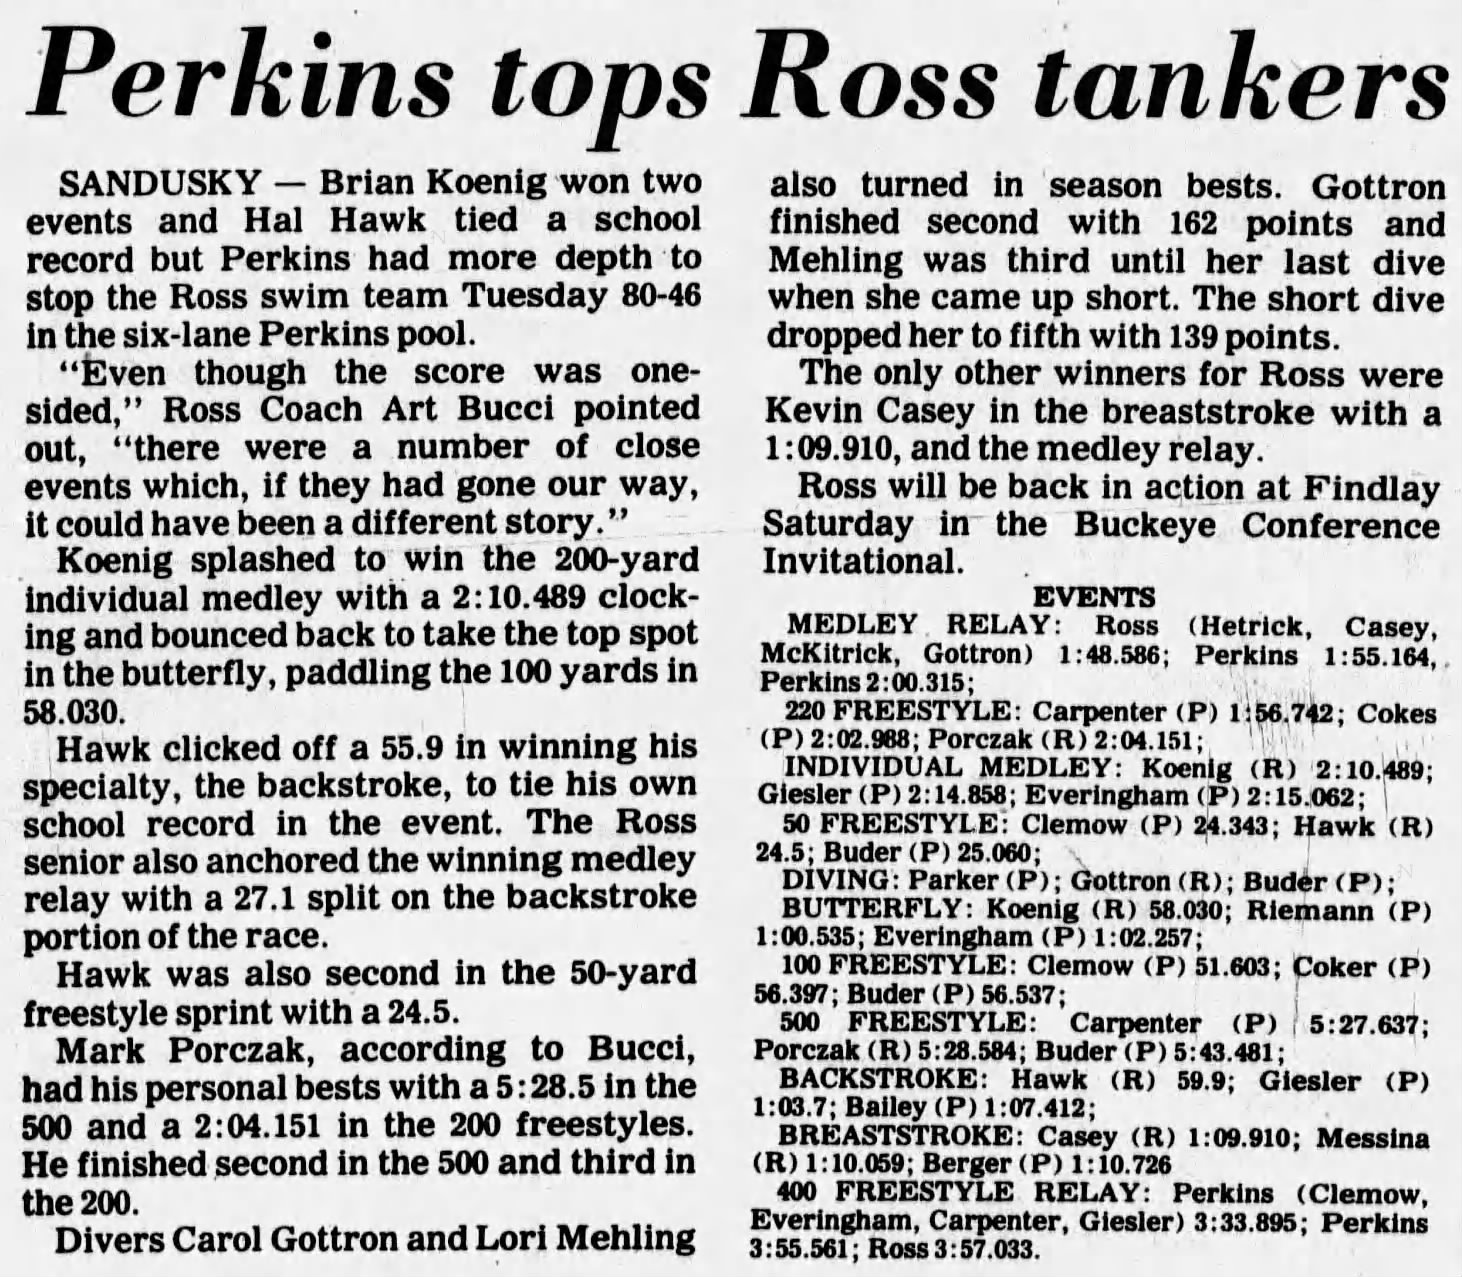 Perkins tops Ross tankers
SANDUSKY — Brian Koenig won two
events and Hal Hawk tied a school
record but Perkins had more depth to
stop the Ross swim team Tuesday 80-46
in the six-lane Perkins pool.
"Even though the score was one-
sided," Ross Coach Art Bucci pointed
out, "there were a number of close
events which, if they had gone our way,
it could have been a different story."
Koenig splashed to win the 200-yard
individual medley with a 2:10.489 clock-
ing and bounced back to take the top spot
in the butterfly, paddling the 100 yards in
58.030.
Hawk clicked off a 55.9 in winning his
specialty, the backstroke, to tie his own
school record in the event. The Ross
senior also anchored the winning medley
relay with a 27.1 split on the backstroke
portion of the race.
Hawk was also second in the 50-yard
freestyle sprint with a 24.5.
Mark Porczak, according to Bucci,
had his personal bests with a 5:28.5 in the
500 and a 2:04.151 in the 200 freestyles.
He finished second in the 500 and third in
the 200.
Divers Carol Gottron and Lori Mehling
also turned in season bests. Gottron
finished second with 162 points and
Mehling was third until her last dive
when she came up short. The short dive
dropped her to fifth with 139 points.
The only other winners for Ross were
Kevin Casey in the breaststroke with a
1:09.910, and the medley relay.
Ross will be back in action at Findlay
Saturday in the Buckeye Conference
Invitational.
EVENTS
MEDLEY RELAY: Ross (Hetrick, Casey,
McKitrick, Gottron) 1:48.586; Perkins 1:55.164,
Perkins 2:00.315;
220 FREESTYLE: Carpenter (P) 1:56.742; Cokes
(P) 2:02.988; Porczak (R) 2:04.151;
INDIVIDUAL MEDLEY: Koenig (R) 2:10.489;
Giesler (P) 2:14.858; Everingham (P) 2:15.062;
50 FREESTYLE: Clemow (P) 24.343; Hawk (R)
24.5; Buder (P) 25.060;
DIVING: Parker (P); Gottron (R); Buder (P);
BUTTERFLY: Koenig (R) 58.030; Riemann (P)
1:00.535; Everingham (P) 1:02.257;
100 FREESTYLE: Clemow (P) 51.603; Coker (P)
56.397; Buder (P) 56.537;
500 FREESTYLE: Carpenter (P) 5:27.637;
Porczak (R) 5:28.584; Buder (P) 5:43.481;
BACKSTROKE: Hawk (R) 59.9; Giesler (P)
1:03.7; Bailey (P) 1:07.412;
BREASTSTROKE: Casey (R) 1:09.910; Messina
(R) 1:10.059; Berger (P) 1:10.726
400 FREESTYLE RELAY: Perkins (Clemow,
Everingham, Carpenter, Giesler) 3:33.895; Perkins
3:55.561; Ross 3:57.033.